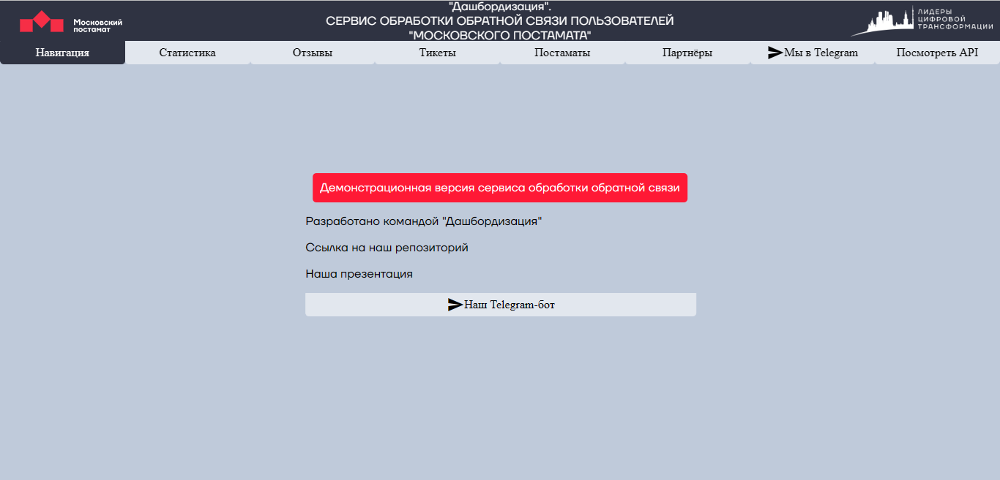 Московский
постамат
"Дашбордизация".
СЕРВИС ОБРАБОТКИ ОБРАТНОЙ СВЯЗИ ПОЛЬЗОВАТЕЛЕЙ
"МОСКОВСКОГО ПОСТАМАТА"
ЛИДЕРЫ
ЦИФРОВОЙ
ТРАНСФОРМАЦИИ
Навигация
Статистика
Отзывы
Тикеты
Постаматы
Партнёры
Мы в Telegram
Посмотреть API
Демонстрационная версия сервиса обработки обратной связи
Разработано командой "Дашбордизация"
Ссылка на наш репозиторий
Наша презентация
Наш Telegram-бот